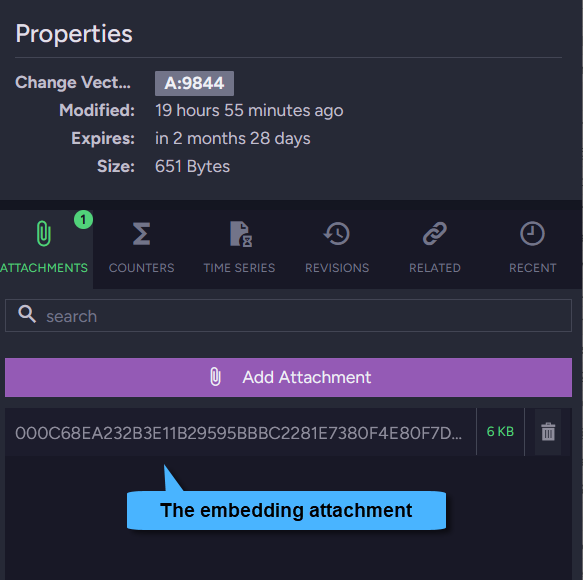 Properties
Change Vect... A:9844
Modified: 19 hours 55 minutes ago
Expires: in 2 months 28 days
Size: 651 Bytes
1
ATTACHMENTS COUNTERS TIME SERIES REVISIONS RELATED RECENT
search
Add Attachment
000C68EA232B3E11B29595BBBC2281E7380F4E80F7D... 6 KB
The embedding attachment